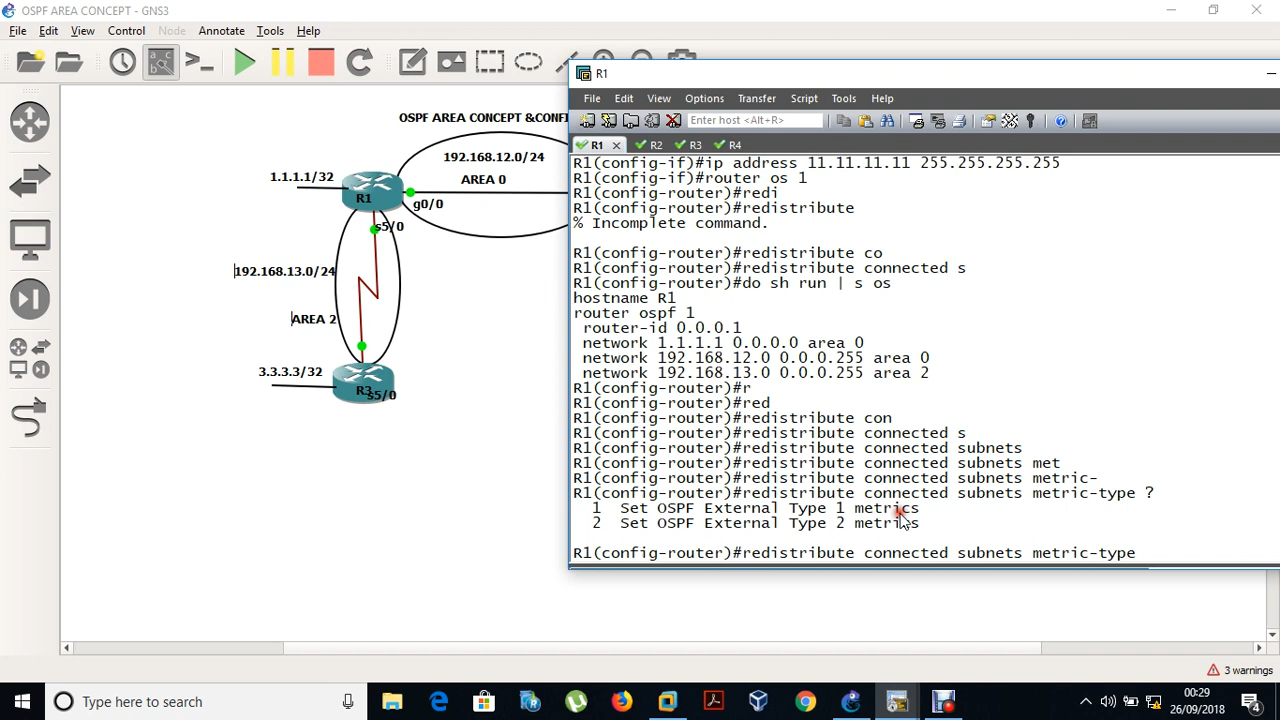 OSPF AREA CONCEPT - GNS3
File Edit View Control Node Annotate Tools Help
OSPF AREA CONCEPT &CONFI
192.168.12.0/24
AREA 0
1.1.1.1/32
R1
g0/0
s5/0
192.168.13.0/24
AREA 2
3.3.3.3/32
R3
s5/0
R1
File Edit View Options Transfer Script Tools Help
Enter host <Alt+R>
R1 R2 R3 R4
R1(config-if)#ip address 11.11.11.11 255.255.255.255
R1(config-if)#router os 1
R1(config-router)#redi
R1(config-router)#redistribute
% Incomplete command.
R1(config-router)#redistribute co
R1(config-router)#redistribute connected s
R1(config-router)#do sh run | s os
hostname R1
router ospf 1
router-id 0.0.0.1
network 1.1.1.1 0.0.0.0 area 0
network 192.168.12.0 0.0.0.255 area 0
network 192.168.13.0 0.0.0.255 area 2
R1(config-router)#r
R1(config-router)#red
R1(config-router)#redistribute con
R1(config-router)#redistribute connected s
R1(config-router)#redistribute connected subnets
R1(config-router)#redistribute connected subnets met
R1(config-router)#redistribute connected subnets metric-
R1(config-router)#redistribute connected subnets metric-type ?
1 Set OSPF External Type 1 metrics
2 Set OSPF External Type 2 metrics
R1(config-router)#redistribute connected subnets metric-type
3 warnings
Type here to search
00:29
26/09/2018
4